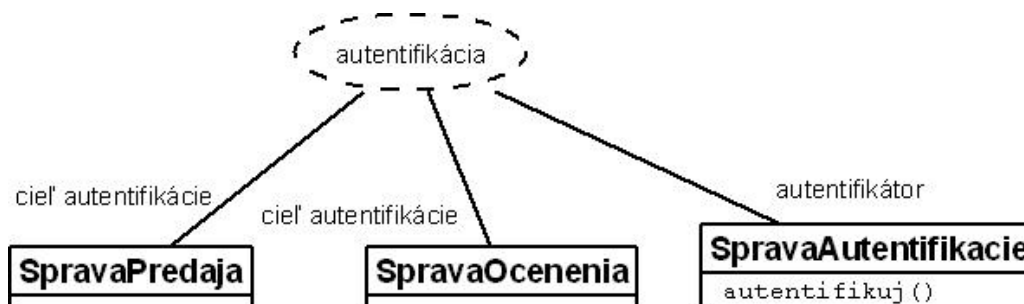 autentifikácia
cieľ autentifikácie
cieľ autentifikácie
autentifikátor
SpravaPredaja
SpravaOcenenia
SpravaAutentifikacie
autentifikuj()